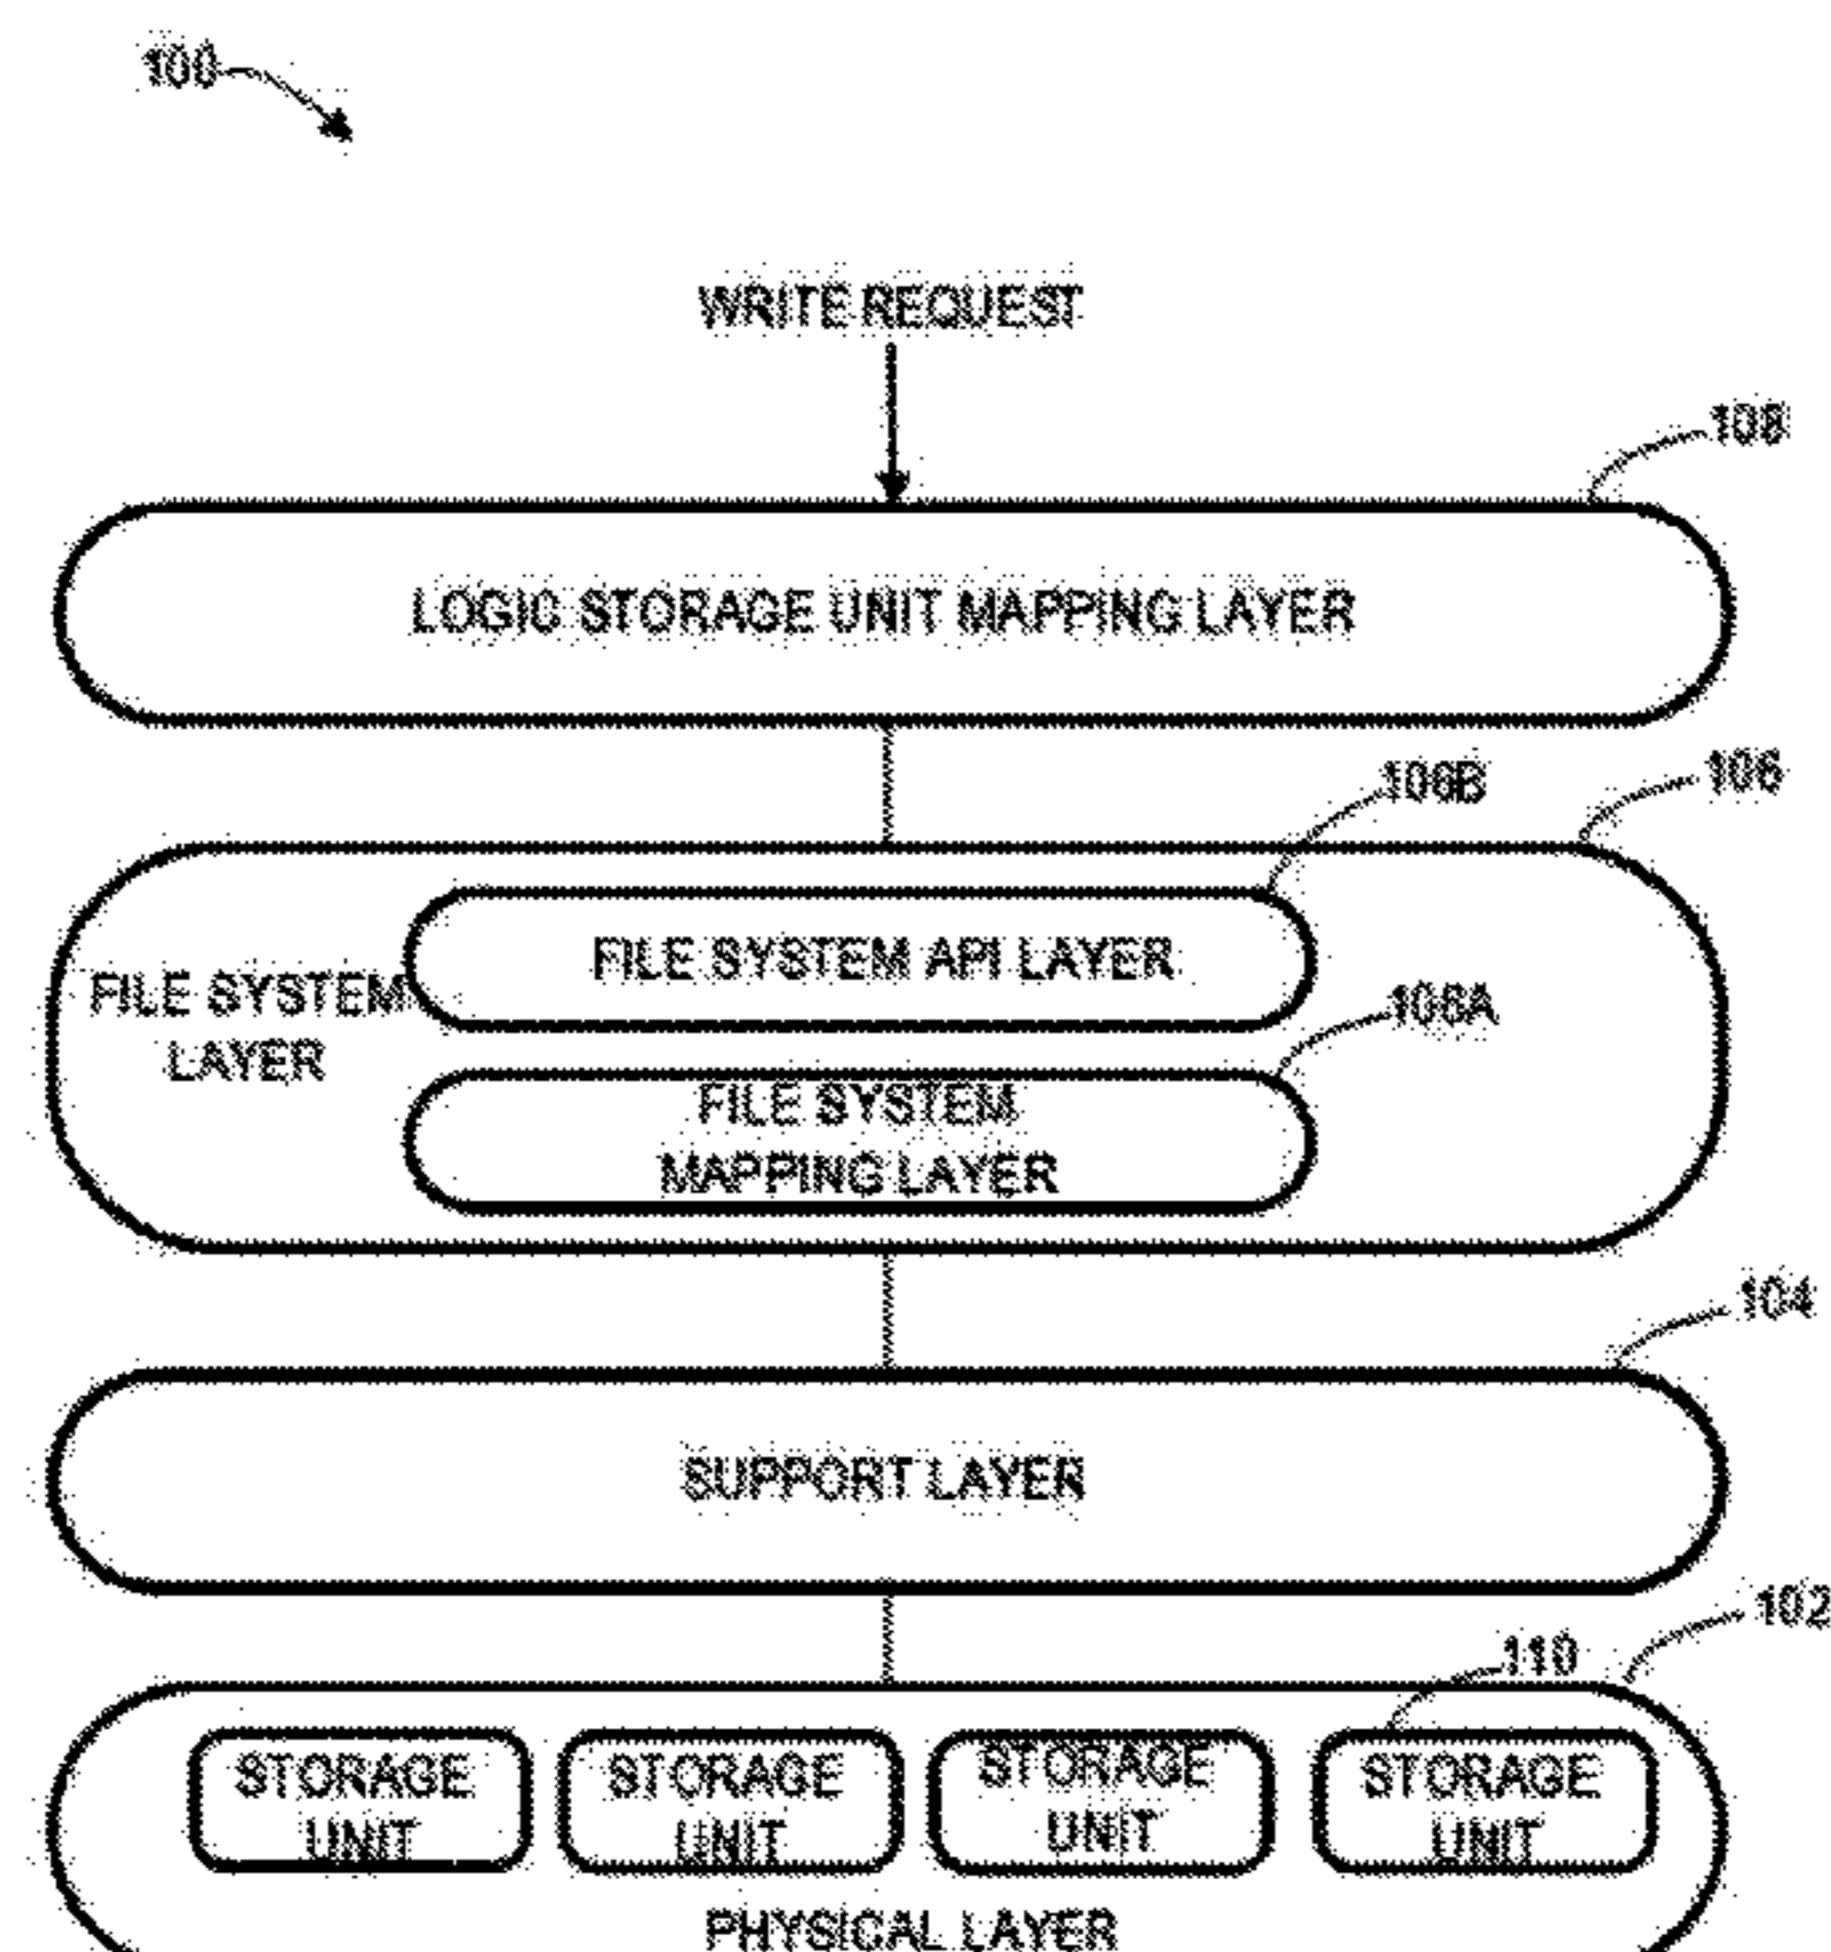 100
WRITE REQUEST
108
LOGIC STORAGE UNIT MAPPING LAYER
106B
106
FILE SYSTEM API LAYER
FILE SYSTEM
LAYER
106A
FILE SYSTEM
MAPPING LAYER
104
SUPPORT LAYER
102
110
STORAGE
UNIT
STORAGE
UNIT
STORAGE
UNIT
STORAGE
UNIT
PHYSICAL LAYER